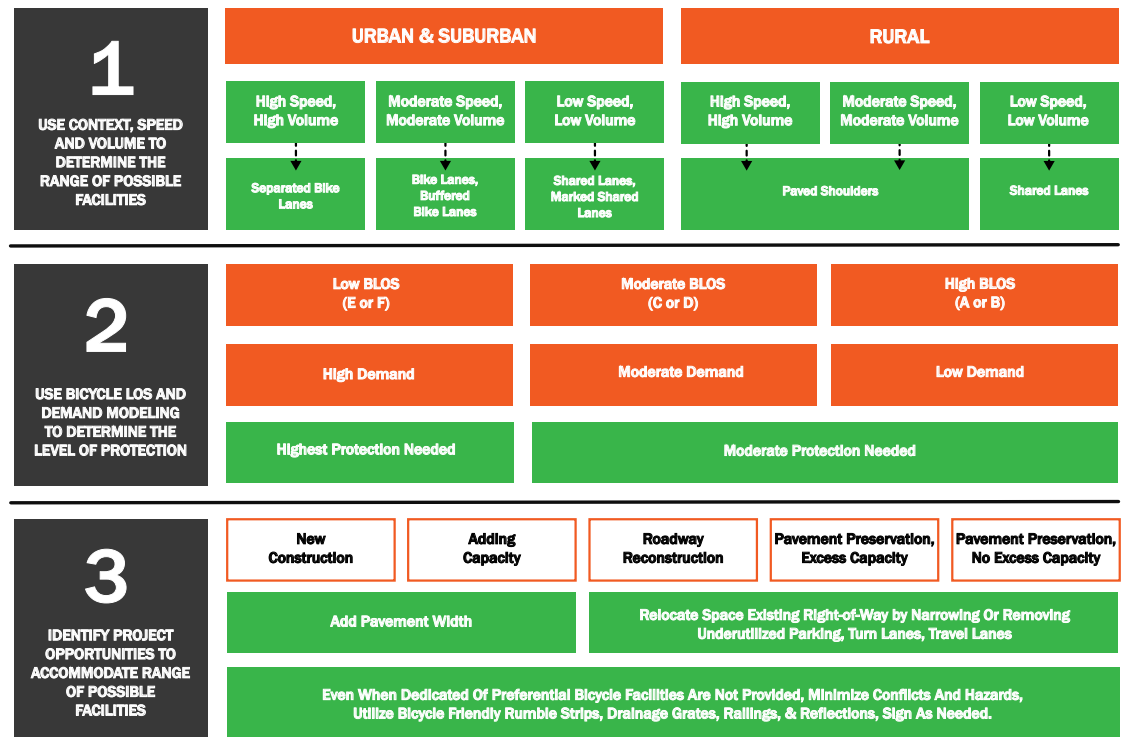 1
USE CONTEXT, SPEED
AND VOLUME TO
DETERMINE THE
RANGE OF POSSIBLE
FACILITIES
URBAN & SUBURBAN
RURAL
High Speed,
High Volume
Moderate Speed,
Moderate Volume
Low Speed,
Low Volume
High Speed,
High Volume
Moderate Speed,
Moderate Volume
Low Speed,
Low Volume
Separated Bike
Lanes
Bike Lanes,
Buffered
Bike Lanes
Shared Lanes,
Marked Shared
Lanes
Paved Shoulders
Shared Lanes
2
USE BICYCLE LOS AND
DEMAND MODELING
TO DETERMINE THE
LEVEL OF PROTECTION
Low BLOS
(E or F)
Moderate BLOS
(C or D)
High BLOS
(A or B)
High Demand
Moderate Demand
Low Demand
Highest Protection Needed
Moderate Protection Needed
3
IDENTIFY PROJECT
OPPORTUNITIES TO
ACCOMMODATE RANGE
OF POSSIBLE
FACILITIES
New
Construction
Adding
Capacity
Roadway
Reconstruction
Pavement Preservation,
Excess Capacity
Pavement Preservation,
No Excess Capacity
Add Pavement Width
Relocate Space Existing Right-of-Way by Narrowing Or Removing
Underutilized Parking, Turn Lanes, Travel Lanes
Even When Dedicated Of Preferential Bicycle Facilities Are Not Provided, Minimize Conflicts And Hazards,
Utilize Bicycle Friendly Rumble Strips, Drainage Grates, Railings, & Reflections, Sign As Needed.